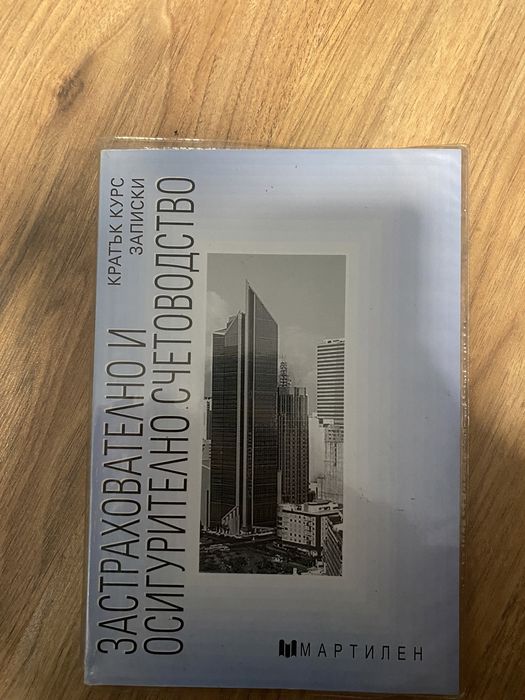 КРАТЪК КУРС
ЗАПИСКИ
ЗАСТРАХОВАТЕЛНО И
ОСИГУРИТЕЛНО СЧЕТОВОДСТВО
МАРТИЛЕН